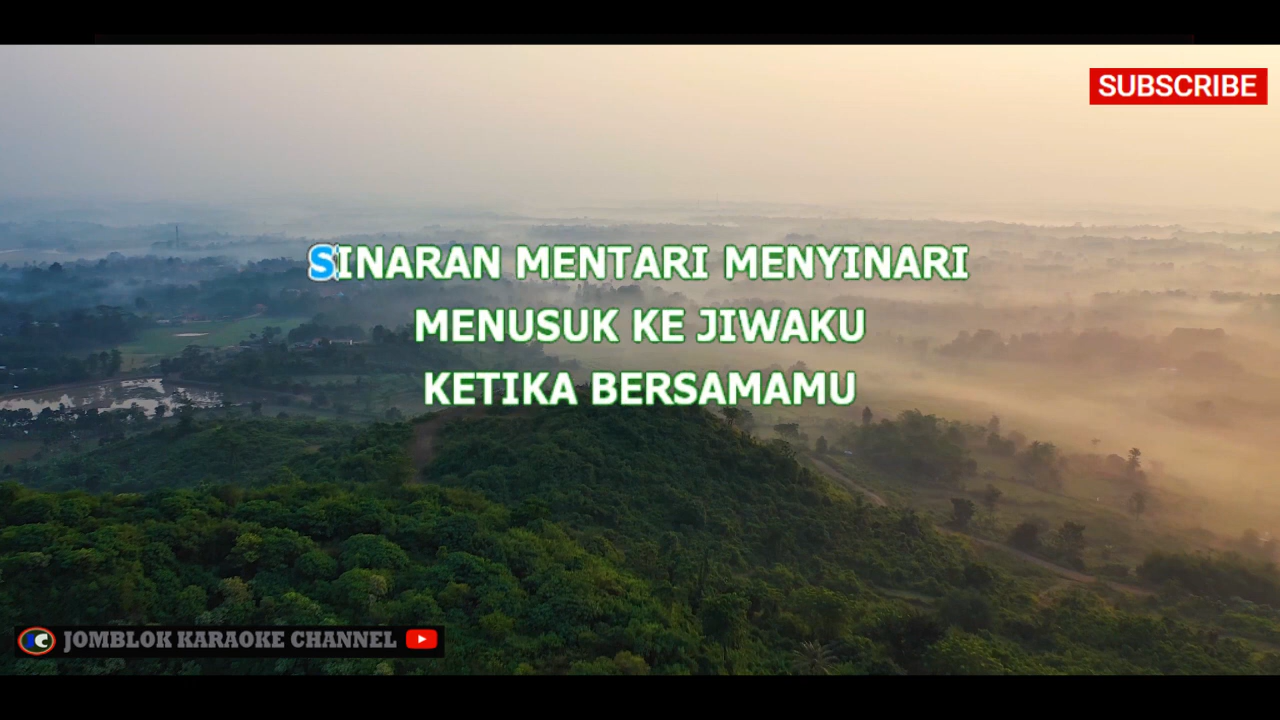 SUBSCRIBE
SINARAN MENTARI MENYINARI
MENUSUK KE JIWAKU
KETIKA BERSAMAMU
JOMBLOK KARAOKE CHANNEL